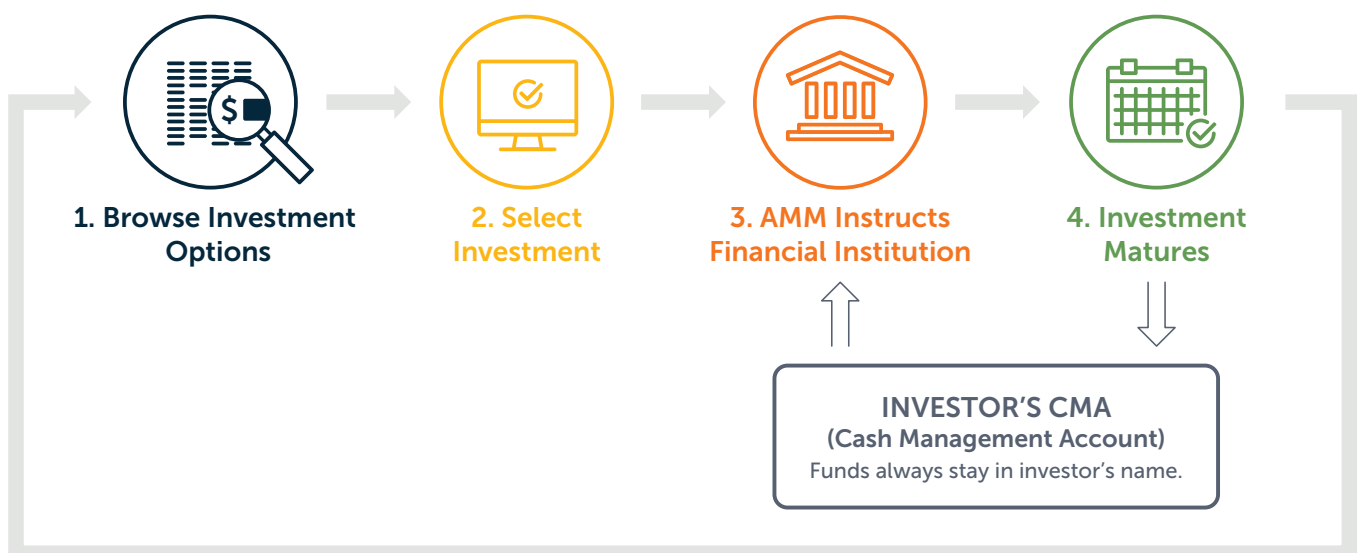 $
1. Browse Investment
Options
2. Select
Investment
3. AMM Instructs
Financial Institution
4. Investment
Matures
INVESTOR’S CMA
(Cash Management Account)
Funds always stay in investor’s name.